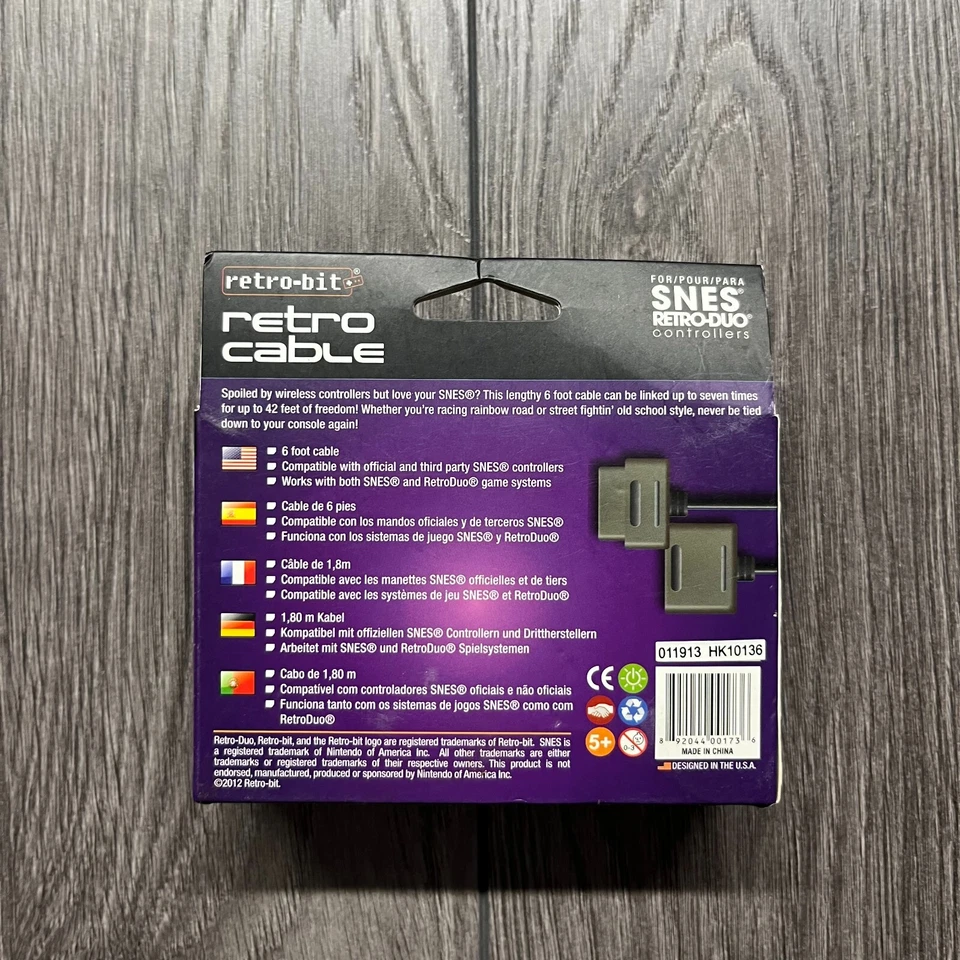 retro-bit®
retro
cable
FOR/POUR/PARA
SNES®
RETRO-DUO®
controllers
Spoiled by wireless controllers but love your SNES®? This lengthy 6 foot cable can be linked up to seven times
for up to 42 feet of freedom! Whether you're racing rainbow road or street fightin' old school style, never be tied
down to your console again!
6 foot cable
Compatible with official and third party SNES® controllers
Works with both SNES® and RetroDuo® game systems
Cable de 6 pies
Compatible con los mandos oficiales y de terceros SNES®
Funciona con los sistemas de juego SNES® y RetroDuo®
Câble de 1,8m
Compatible avec les manettes SNES® officielles et de tiers
Compatible avec les systèmes de jeu SNES® et RetroDuo®
1,80 m Kabel
Kompatibel mit offiziellen SNES® Controllern und Drittherstellern
Arbeitet mit SNES® und RetroDuo® Spielsystemen
Cabo de 1,80 m
Compatível com controladores SNES® oficiais e não oficiais
Funciona tanto com os sistemas de jogos SNES® como com
RetroDuo®
Retro-Duo, Retro-bit, and the Retro-bit logo are registered trademarks of Retro-bit. SNES is
a registered trademark of Nintendo of America Inc. All other trademarks are either
trademarks or registered trademarks of their respective owners. This product is not
endorsed, manufactured, produced or sponsored by Nintendo of America Inc.
©2012 Retro-bit.
011913 HK10136
CE
5+
0-3
8 92044 00173 6
MADE IN CHINA
DESIGNED IN THE U.S.A.